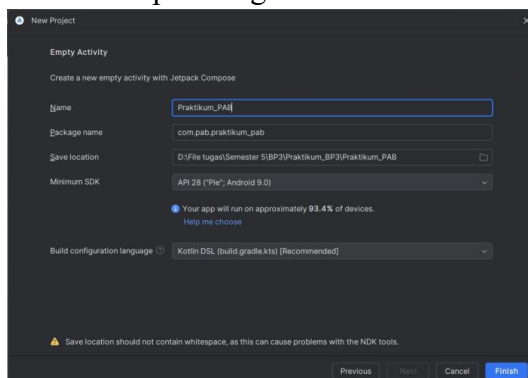 New Project
Empty Activity
Create a new empty activity with Jetpack Compose
Name Praktikum_PAB
Package name com.pab.praktikum_pab
Save location D:\File tugas\Semester 5\BP3\Praktikum_BP3\Praktikum_PAB
Minimum SDK API 28 ("Pie"; Android 9.0)
Your app will run on approximately 93.4% of devices.
Help me choose
Build configuration language Kotlin DSL (build.gradle.kts) [Recommended]
Save location should not contain whitespace, as this can cause problems with the NDK tools.
Previous Next Cancel Finish